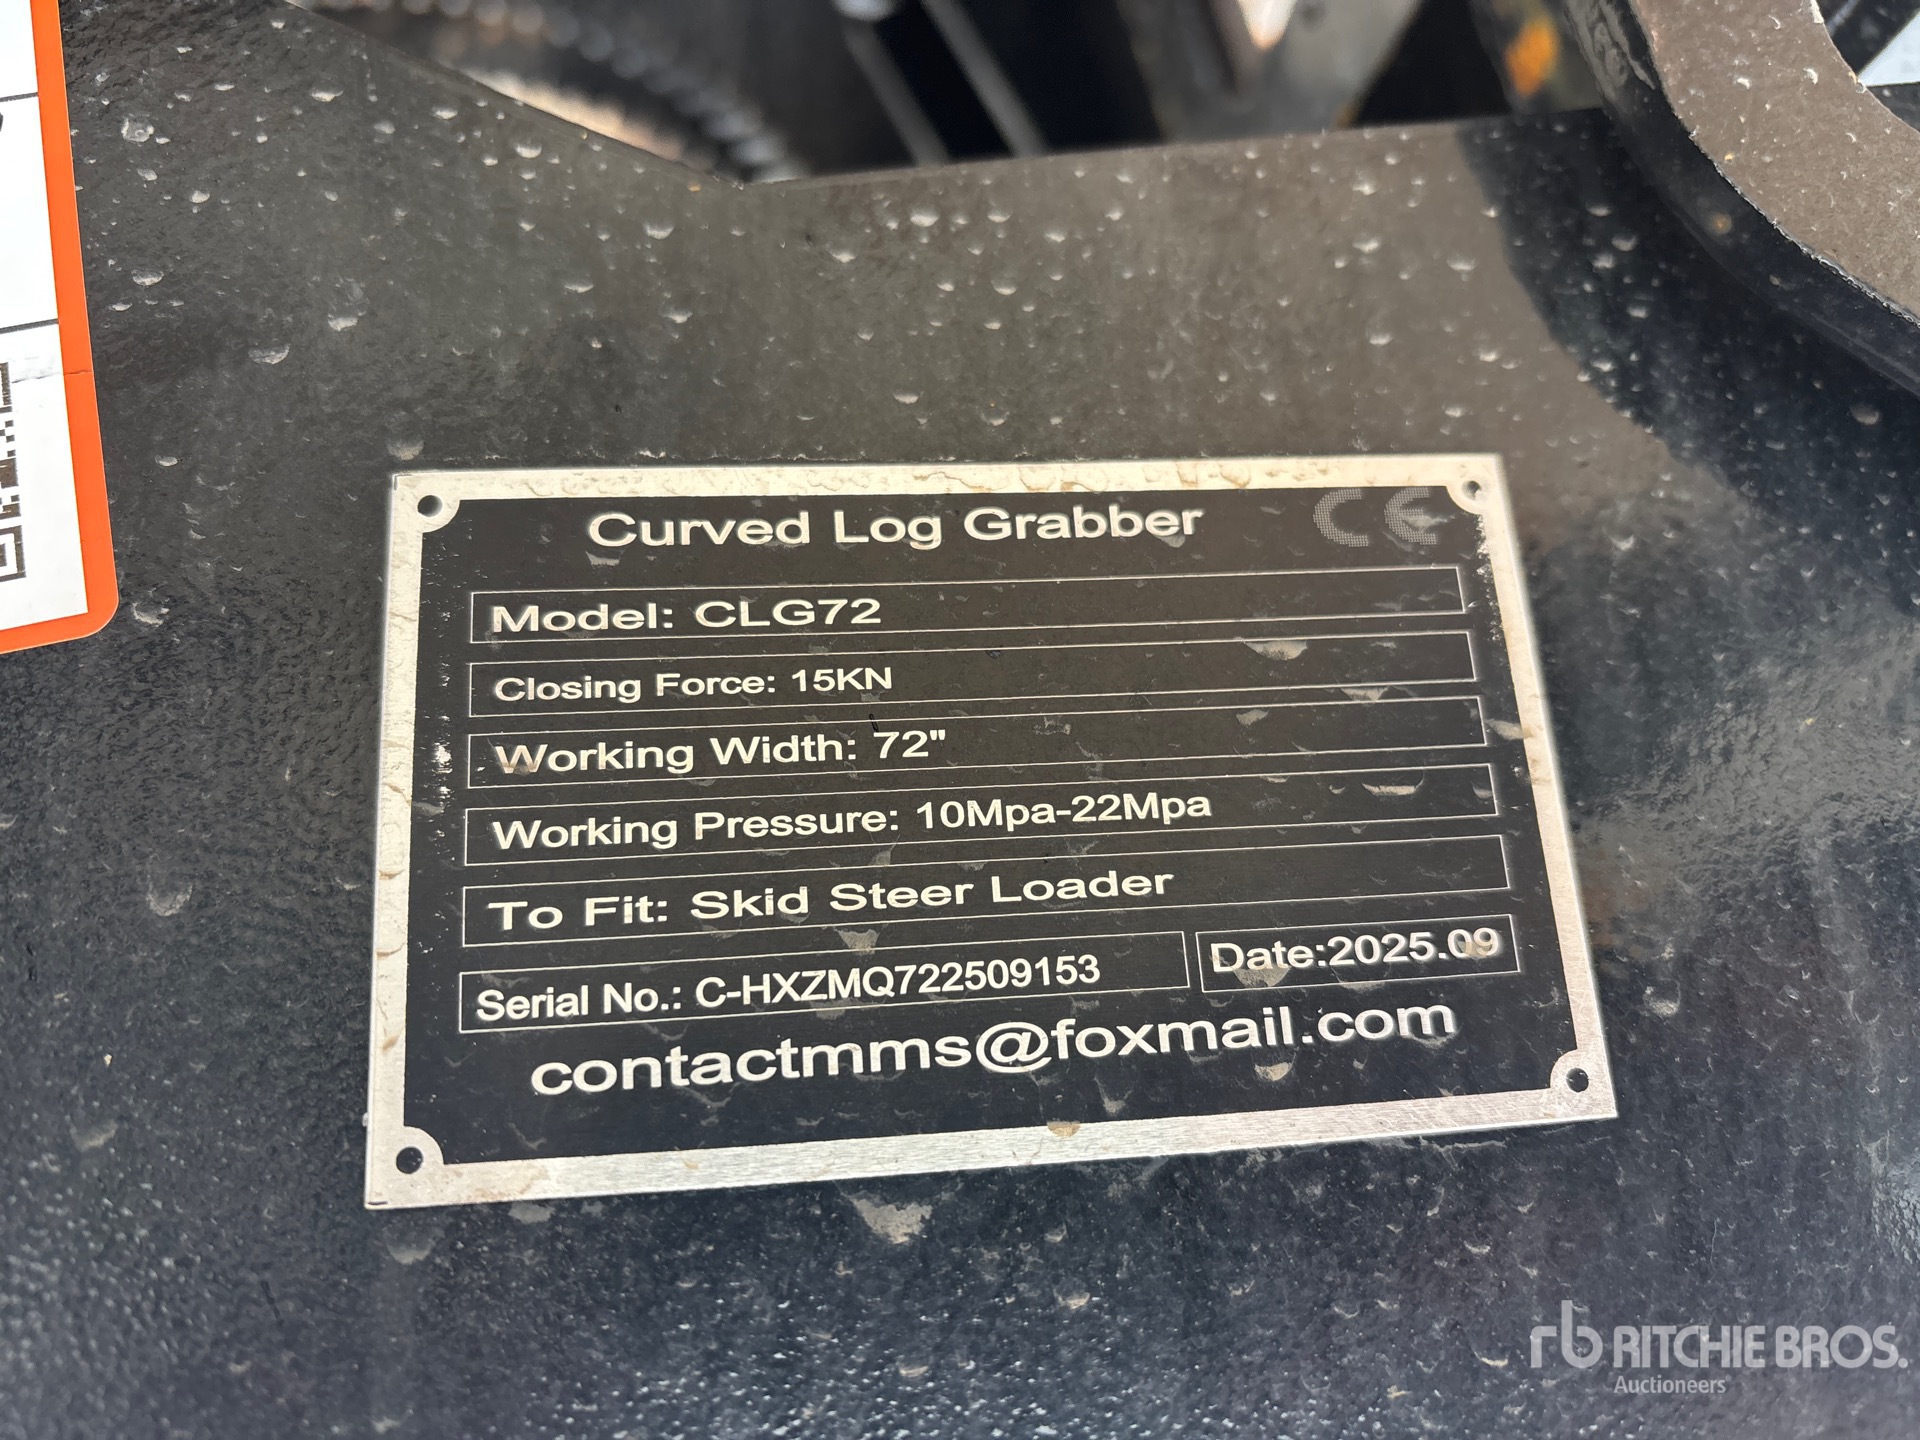 Curved Log Grabber CE
Model: CLG72
Closing Force: 15KN
Working Width: 72"
Working Pressure: 10Mpa-22Mpa
To Fit: Skid Steer Loader
Serial No.: C-HXZMQ722509153 Date:2025.09
contactmms@foxmail.com
rb RITCHIE BROS.
Auctioneers